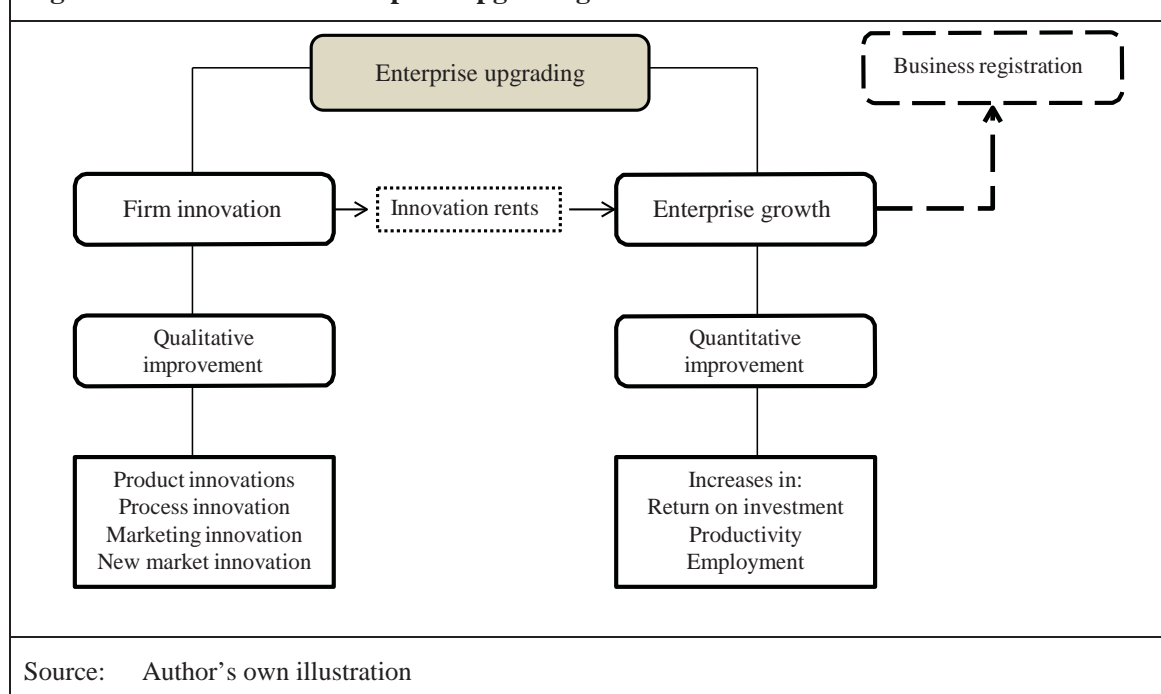 Enterprise upgrading
Business registration
Firm innovation
Innovation rents
Enterprise growth
Qualitative
improvement
Quantitative
improvement
Product innovations
Process innovation
Marketing innovation
New market innovation
Increases in:
Return on investment
Productivity
Employment
Source: Author’s own illustration